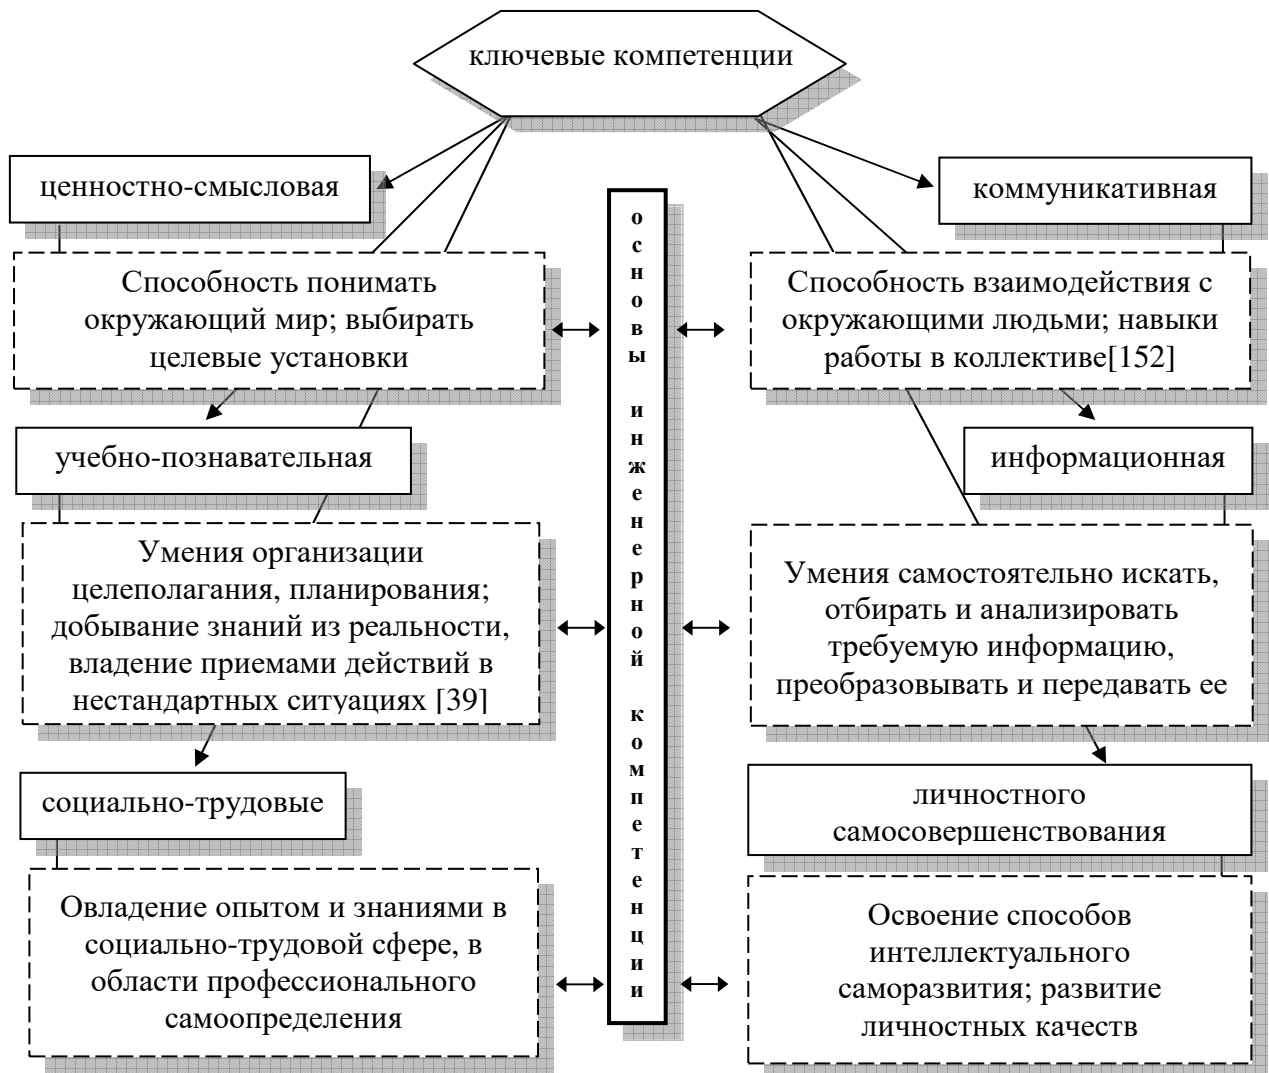 ключевые компетенции
ценностно-смысловая
Способность понимать
окружающий мир; выбирать
целевые установки
учебно-познавательная
Умения организации
целеполагания, планирования;
добывание знаний из реальности,
владение приемами действий в
нестандартных ситуациях [39]
социально-трудовые
Овладение опытом и знаниями в
социально-трудовой сфере, в
области профессионального
самоопределения
основы инженерной компетенции
коммуникативная
Способность взаимодействия с
окружающими людьми; навыки
работы в коллективе[152]
информационная
Умения самостоятельно искать,
отбирать и анализировать
требуемую информацию,
преобразовывать и передавать ее
личностного
самосовершенствования
Освоение способов
интеллектуального
саморазвития; развитие
личностных качеств